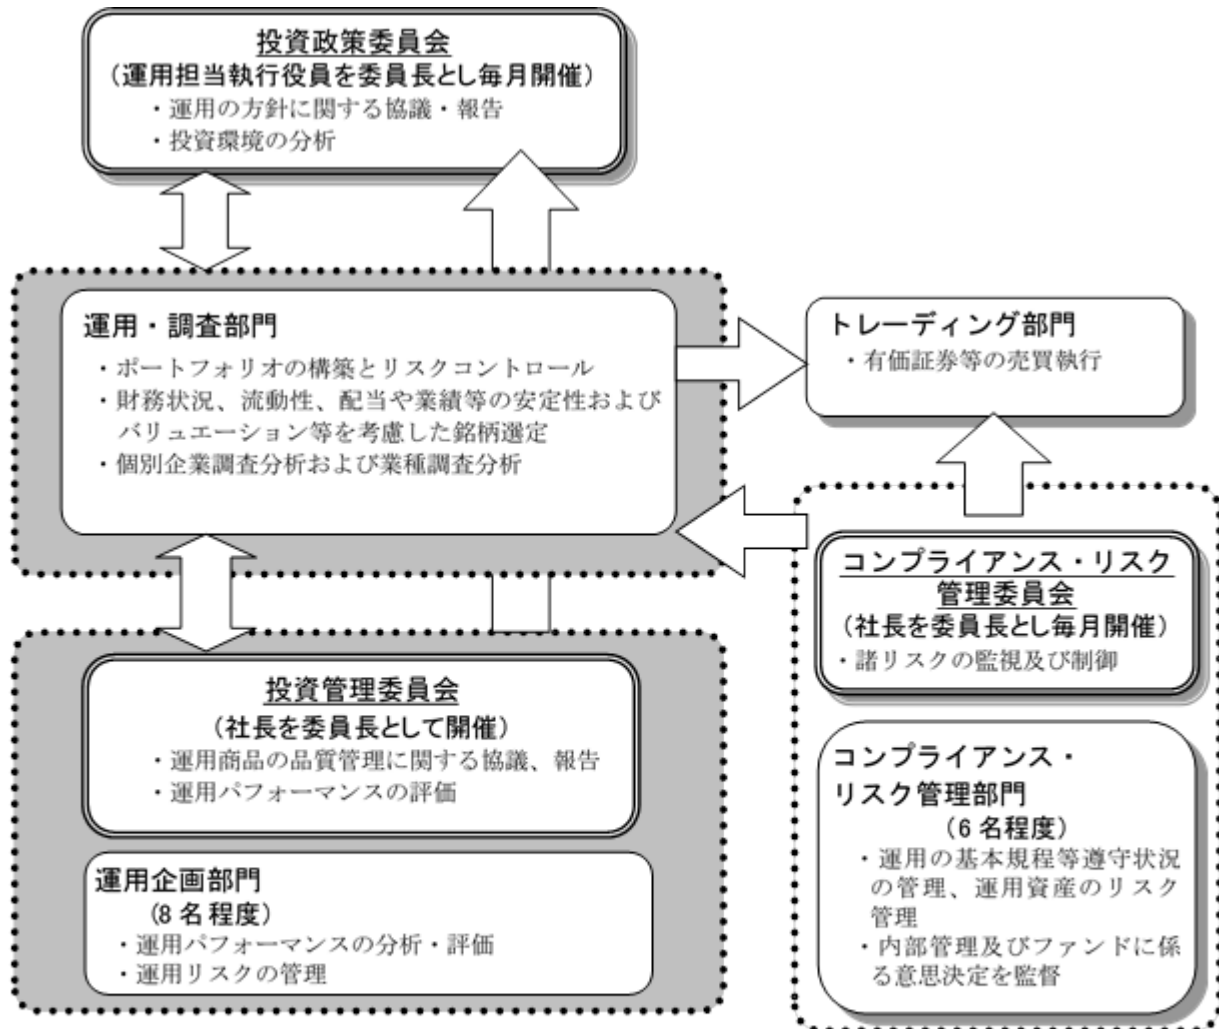 投資政策委員会
(運用担当執行役員を委員長とし毎月開催)
・運用の方針に関する協議・報告
・投資環境の分析
運用・調査部門
・ポートフォリオの構築とリスクコントロール
・財務状況、流動性、配当や業績等の安定性および
バリュエーション等を考慮した銘柄選定
・個別企業調査分析および業種調査分析
トレーディング部門
・有価証券等の売買執行
コンプライアンス・リスク
管理委員会
(社長を委員長とし毎月開催)
・諸リスクの監視及び制御
投資管理委員会
(社長を委員長として開催)
・運用商品の品質管理に関する協議、報告
・運用パフォーマンスの評価
運用企画部門
(8名程度)
・運用パフォーマンスの分析・評価
・運用リスクの管理
コンプライアンス・
リスク管理部門
(6名程度)
・運用の基本規程等遵守状況
の管理、運用資産のリスク
管理
・内部管理及びファンドに係
る意思決定を監督